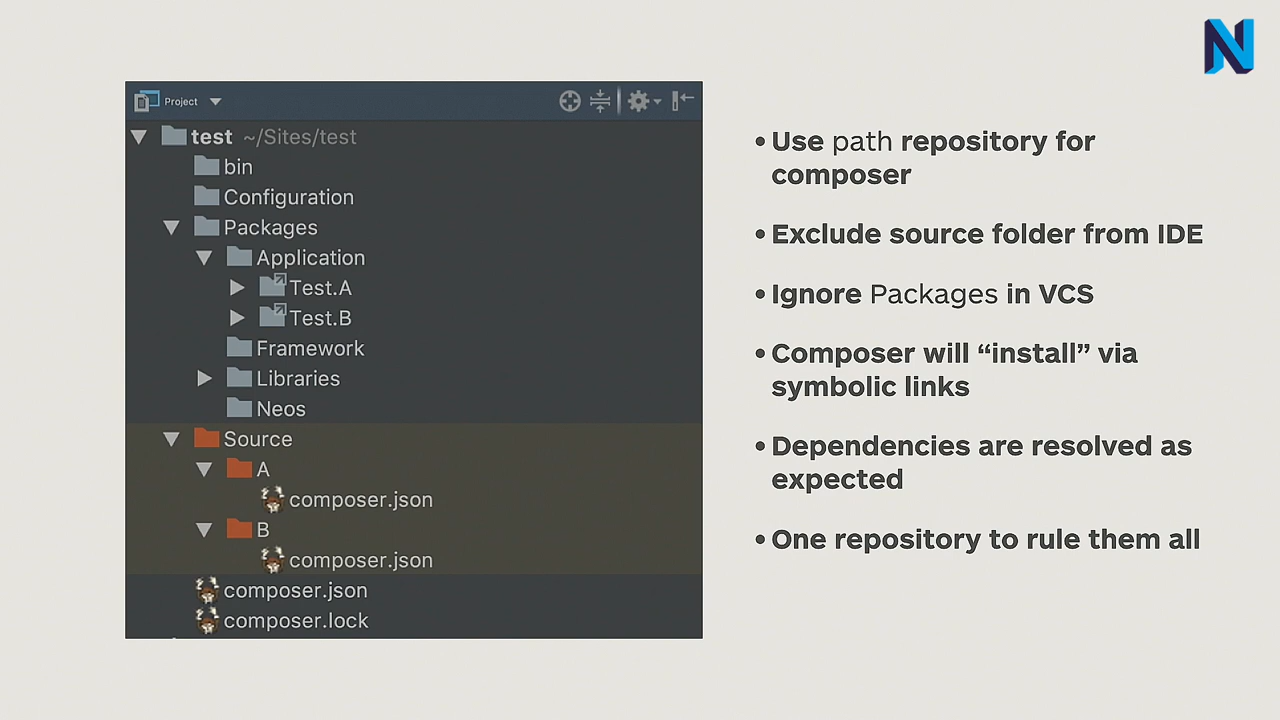 Project
test ~/Sites/test
bin
Configuration
Packages
Application
Test.A
Test.B
Framework
Libraries
Neos
Source
A
composer.json
B
composer.json
composer.json
composer.lock
• Use path repository for
composer
• Exclude source folder from IDE
• Ignore Packages in VCS
• Composer will “install” via
symbolic links
• Dependencies are resolved as
expected
• One repository to rule them all